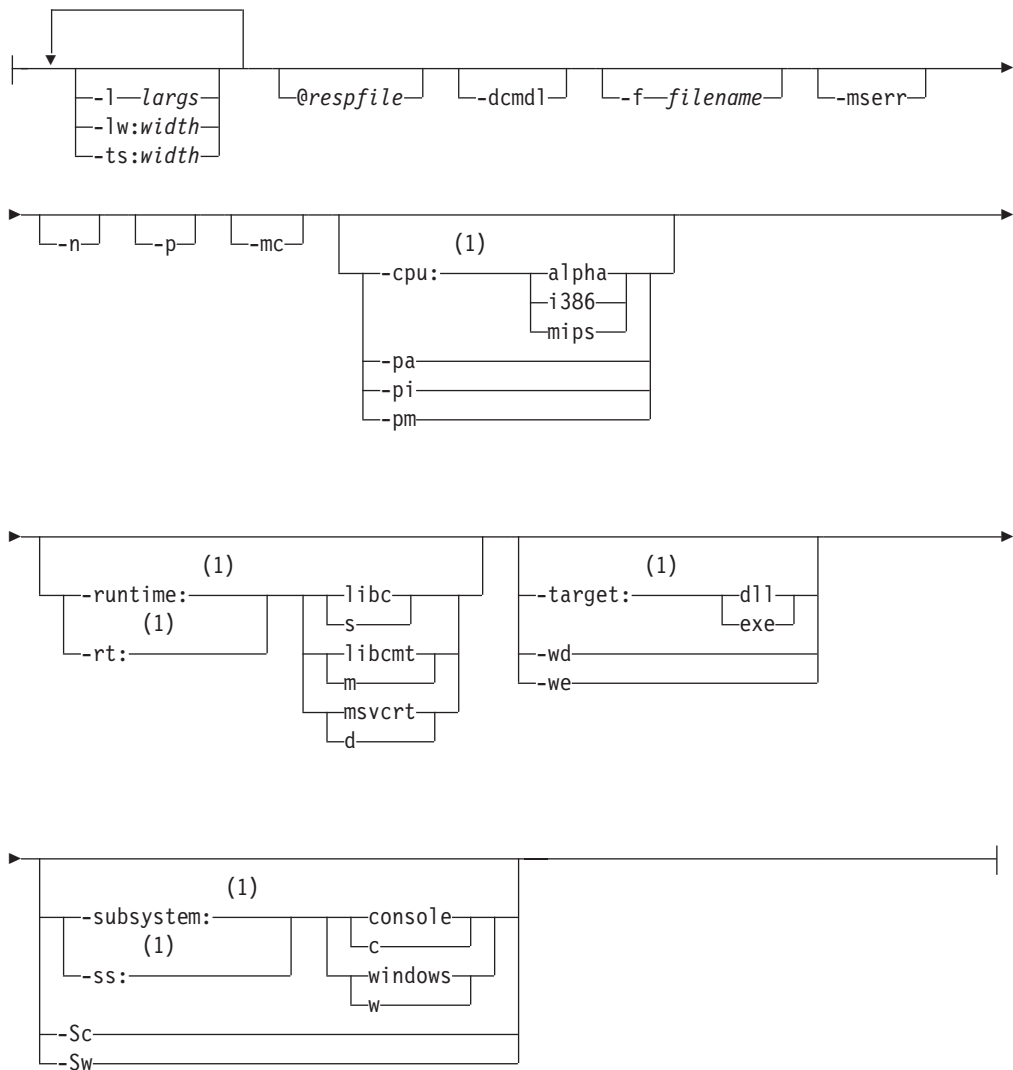 -l largs @respfile -dcmdl -f filename -mserr
-lw:width
-ts:width
-n -p -mc
(1)
-cpu: alpha
i386
mips
-pa
-pi
-pm
(1)
-runtime: libc
s
(1)
-rt: libcmt
m
msvcrt
d
(1)
-target: dll
exe
-wd
-we
(1)
-subsystem: console
(1) c
-ss: windows
w
-Sc
-Sw